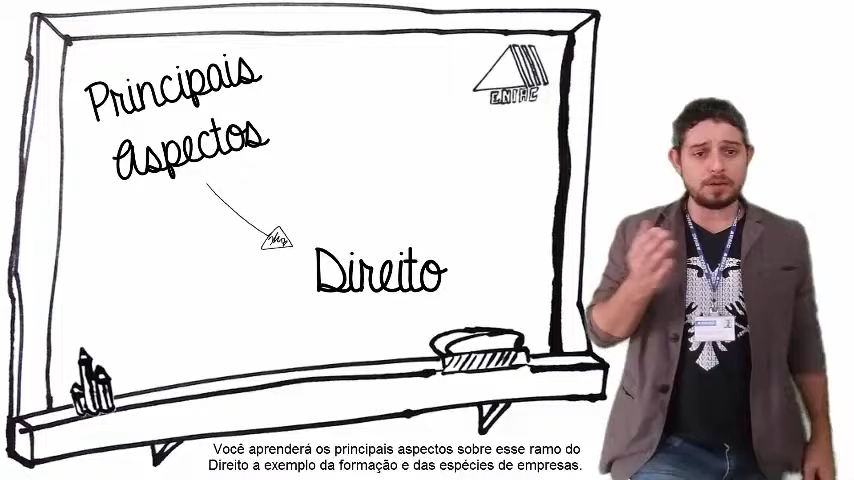 Principais
Aspectos
ENIAC
Direito
Você aprenderá os principais aspectos sobre esse ramo do
Direito a exemplo da formação e das espécies de empresas.